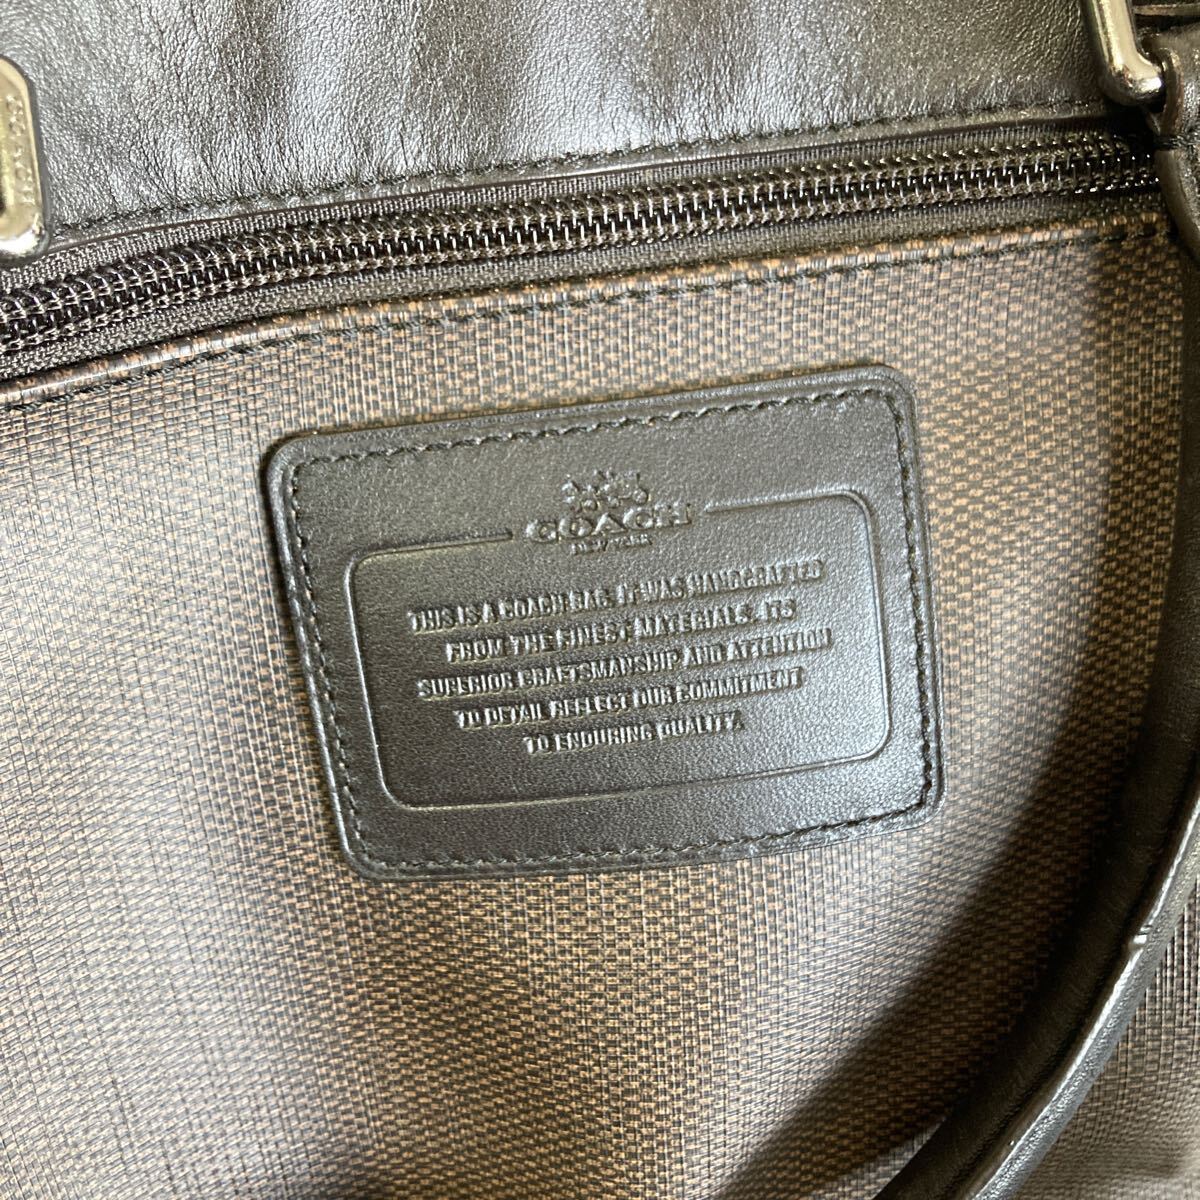 COACH
COACH
NEW YORK
THIS IS A COACH BAG. IT WAS HANDCRAFTED
FROM THE FINEST MATERIALS. ITS
SUPERIOR CRAFTSMANSHIP AND ATTENTION
TO DETAIL REFLECT OUR COMMITMENT
TO ENDURING QUALITY.